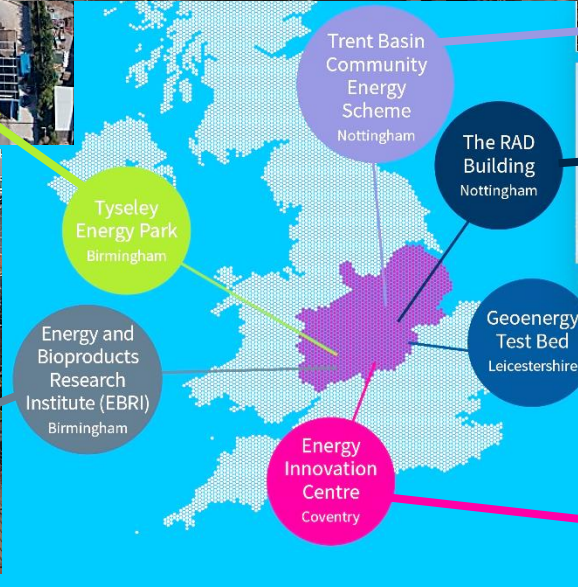 Trent Basin
Community
Energy
Scheme
Nottingham
The RAD
Building
Nottingham
Tyseley
Energy Park
Birmingham
Geoenergy
Test Bed
Leicestershire
Energy and
Bioproducts
Research
Institute (EBRI)
Birmingham
Energy
Innovation
Centre
Coventry